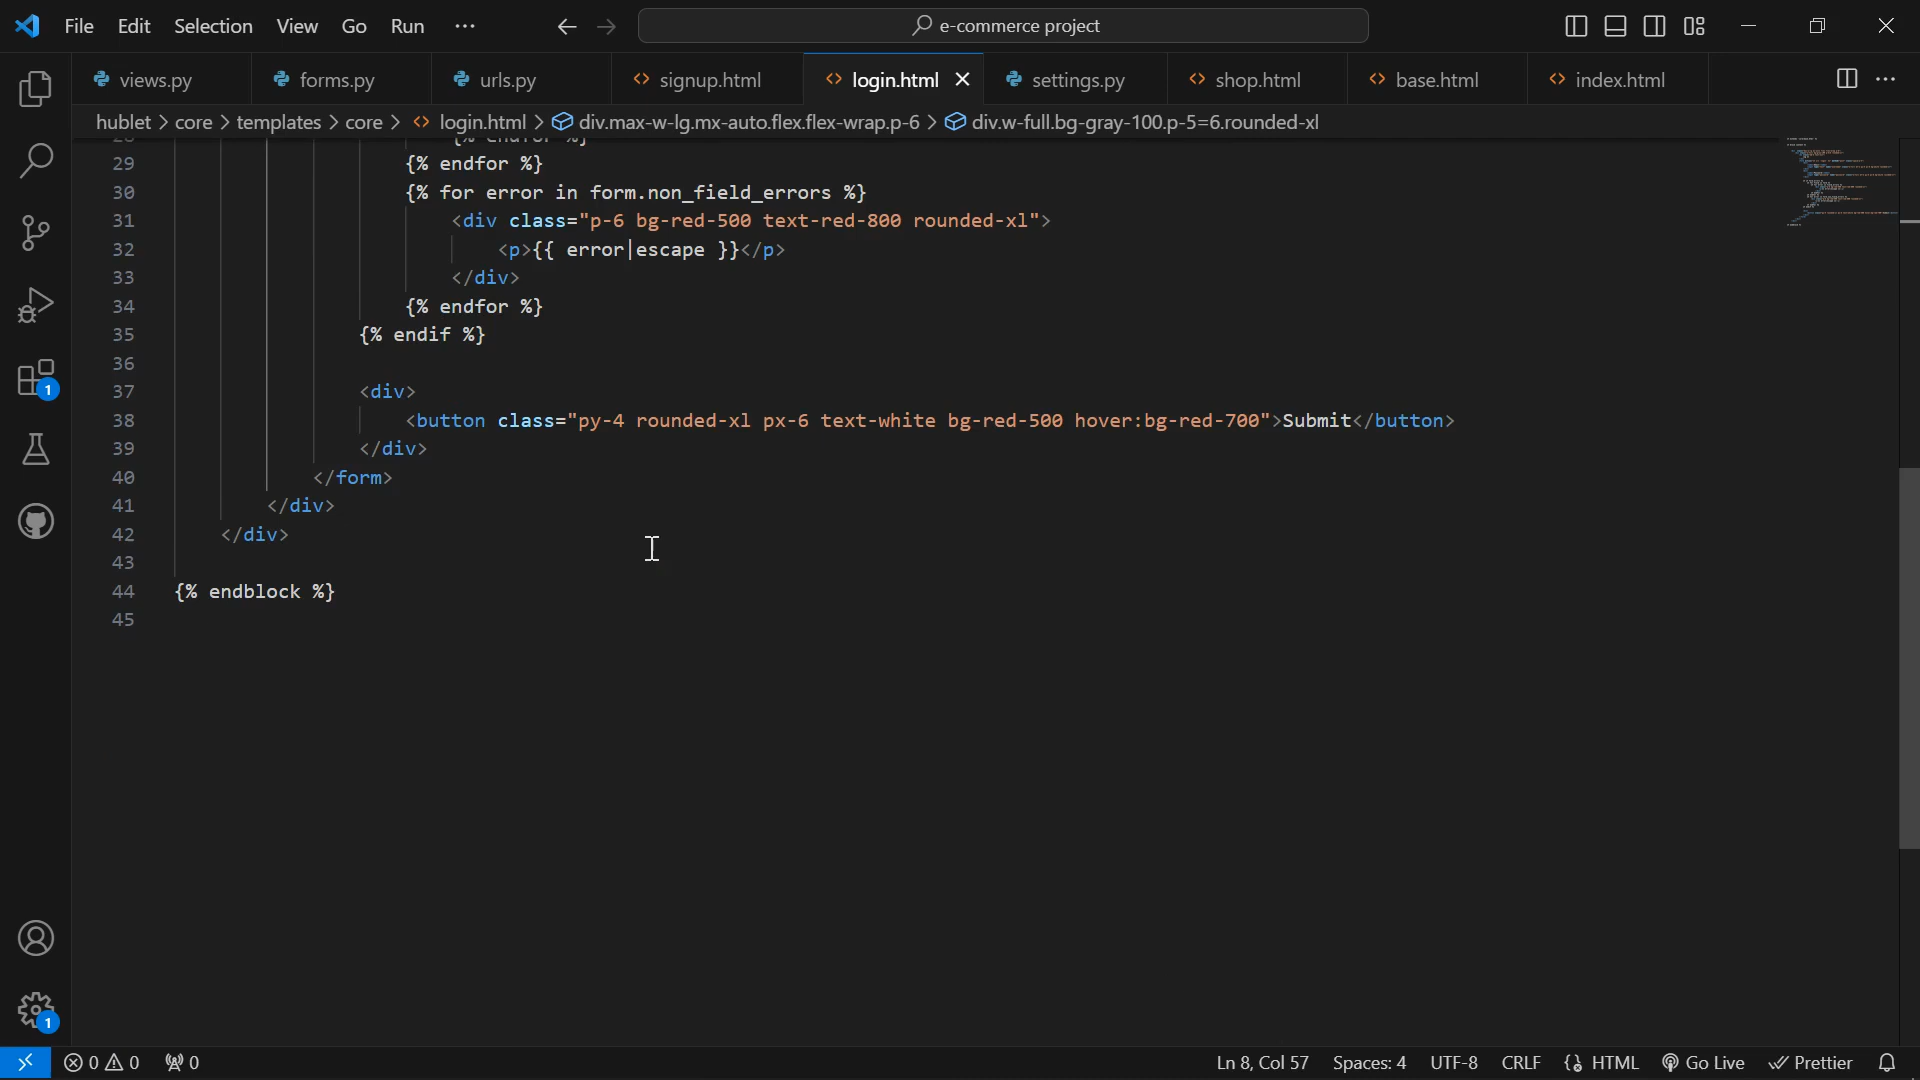 File Edit Selection View Go Run ··· e-commerce project
views.py forms.py urls.py signup.html login.html settings.py shop.html base.html index.html
hublet > core > templates > core > login.html > div.max-w-lg.mx-auto.flex.flex-wrap.p-6 > div.w-full.bg-gray-100.p-5=6.rounded-xl
29 {% endfor %}
30 {% for error in form.non_field_errors %}
31 <div class="p-6 bg-red-500 text-red-800 rounded-xl">
32 <p>{{ error|escape }}</p>
33 </div>
34 {% endfor %}
35 {% endif %}
36
37 <div>
38 <button class="py-4 rounded-xl px-6 text-white bg-red-500 hover:bg-red-700">Submit</button>
39 </div>
40 </form>
41 </div>
42 </div>
43
44 {% endblock %}
45
1
1
0 0 0 Ln 8, Col 57 Spaces: 4 UTF-8 CRLF {} HTML Go Live Prettier